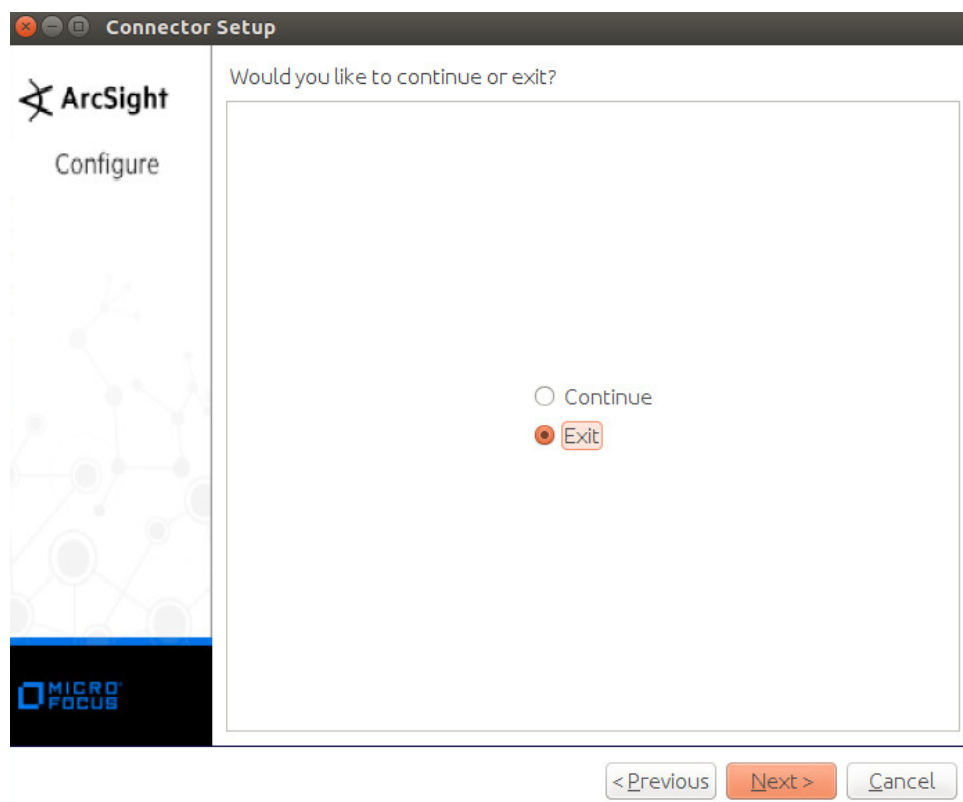 Connector Setup
ArcSight
Configure
Would you like to continue or exit?
Continue
Exit
MICRO
FOCUS
< Previous
Next >
Cancel